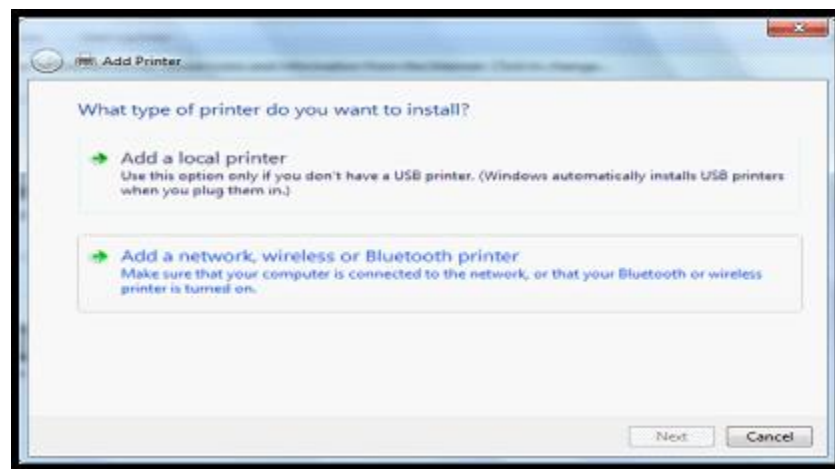 Add Printer
What type of printer do you want to install?
Add a local printer
Use this option only if you don't have a USB printer. (Windows automatically installs USB printers
when you plug them in.)
Add a network, wireless or Bluetooth printer
Make sure that your computer is connected to the network, or that your Bluetooth or wireless
printer is turned on.
Next Cancel